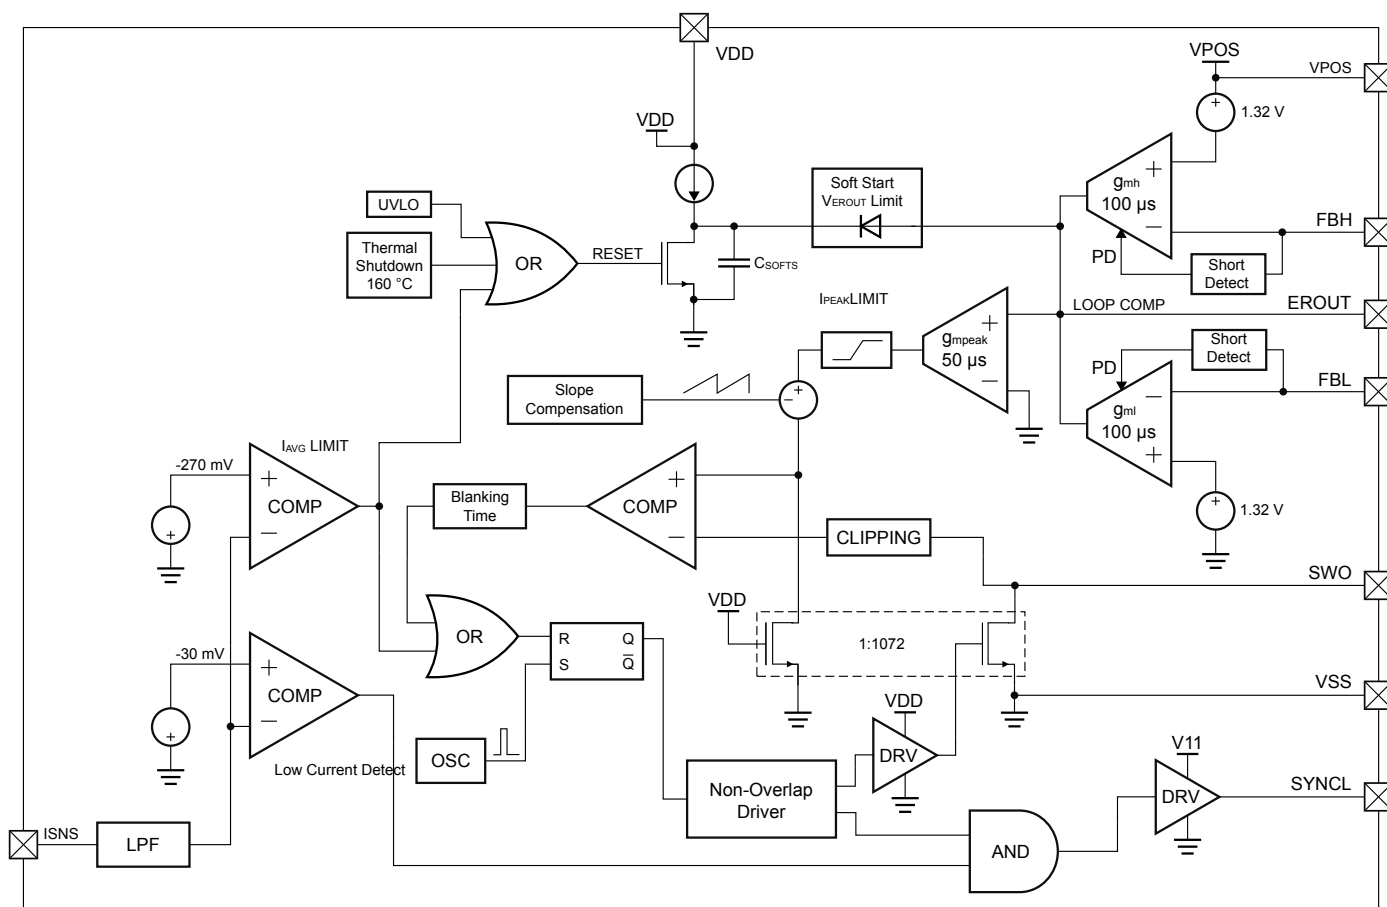 VDD
VPOS
VPOS
+
1.32 V
VDD
+
gmh
100 µs
−
Soft Start
VEROUT Limit
UVLO
FBH
Thermal
Shutdown
160 °C
OR
RESET
CSOFTS
PD
Short
Detect
IPEAKLIMIT
LOOP COMP
EROUT
+
gmpeak
50 µs
−
Short
Detect
PD
FBL
Slope
Compensation
+
−
−
gml
100 µs
+
IAVG LIMIT
-270 mV
+
COMP
−
+
Blanking
Time
+
COMP
−
CLIPPING
+
1.32 V
SWO
VDD
OR
R Q
S Q
1:1072
-30 mV
+
COMP
−
+
VSS
VDD
DRV
V11
Low Current Detect
OSC
Non-Overlap
Driver
DRV
SYNCL
ISNS
LPF
AND